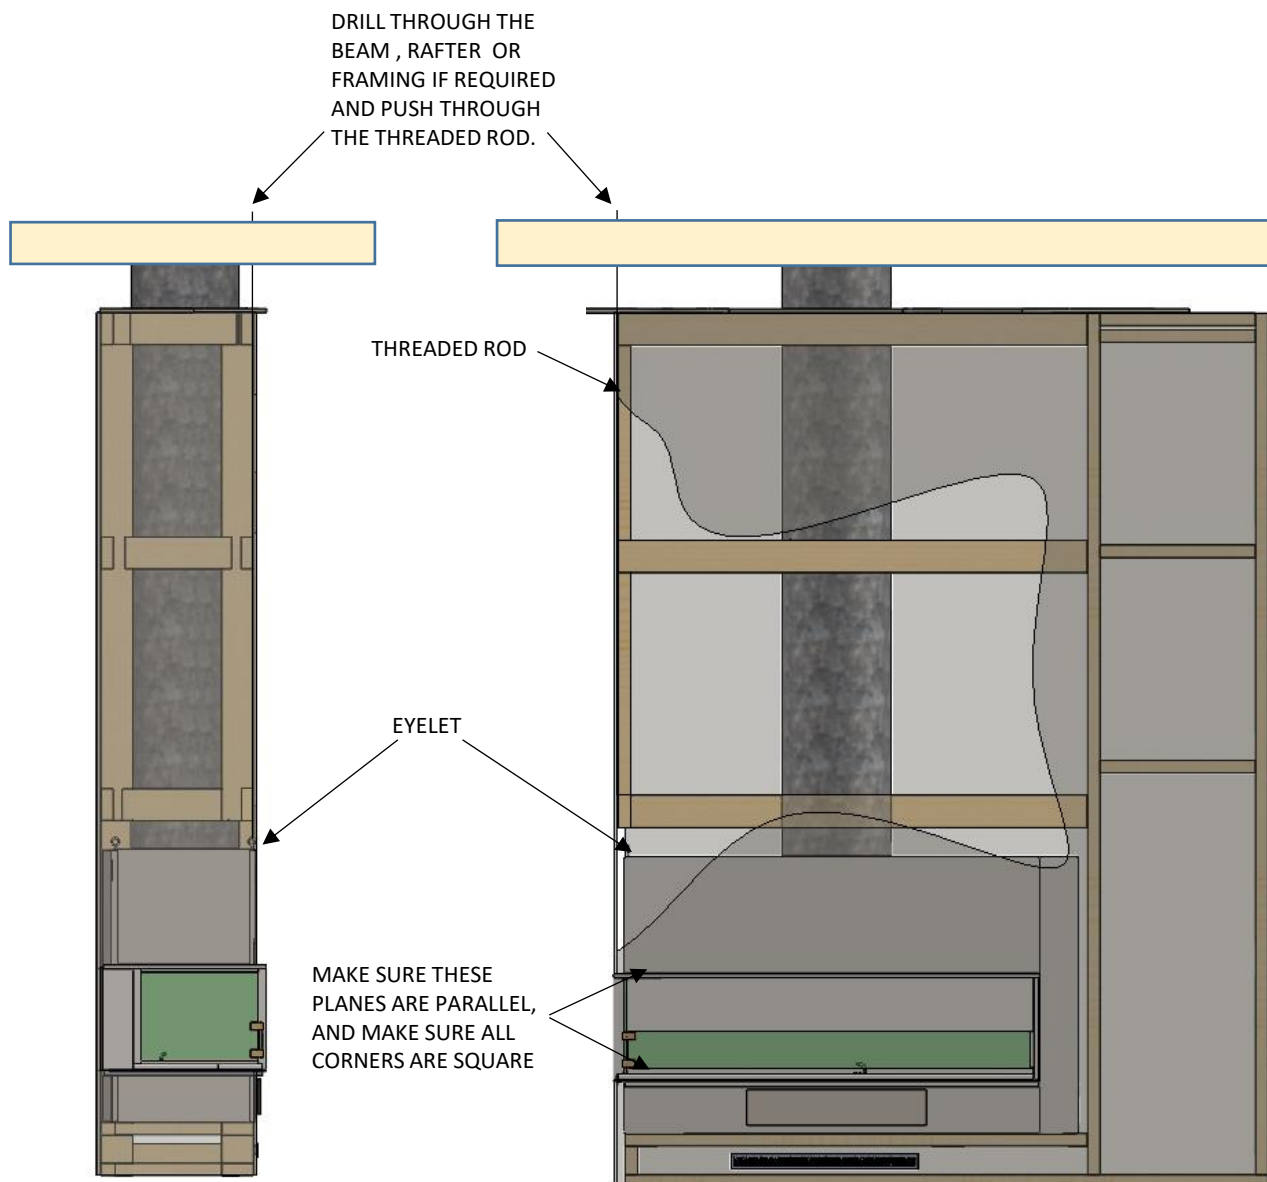 DRILL THROUGH THE
BEAM , RAFTER  OR
FRAMING IF REQUIRED
AND PUSH THROUGH
THE THREADED ROD.
THREADED ROD
EYELET
MAKE SURE THESE
PLANES ARE PARALLEL,
AND MAKE SURE ALL
CORNERS ARE SQUARE